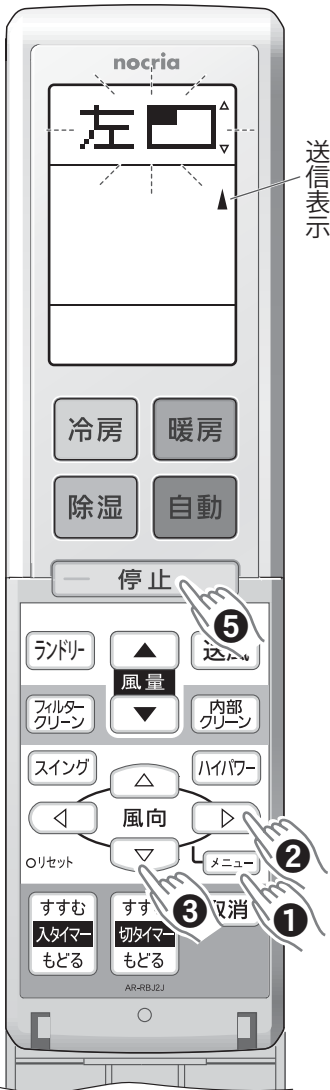 nocria
左
送信表示
冷房
暖房
除湿
自動
停止
❺
ランドリー
風量
フィルター
クリーン
内部
クリーン
スイング
ハイパワー
風向
❷
リセット
メニュー
❸
❶
すすむ
入タイマー
もどる
すす
切タイマー
もどる
取消
AR-RBJ2J